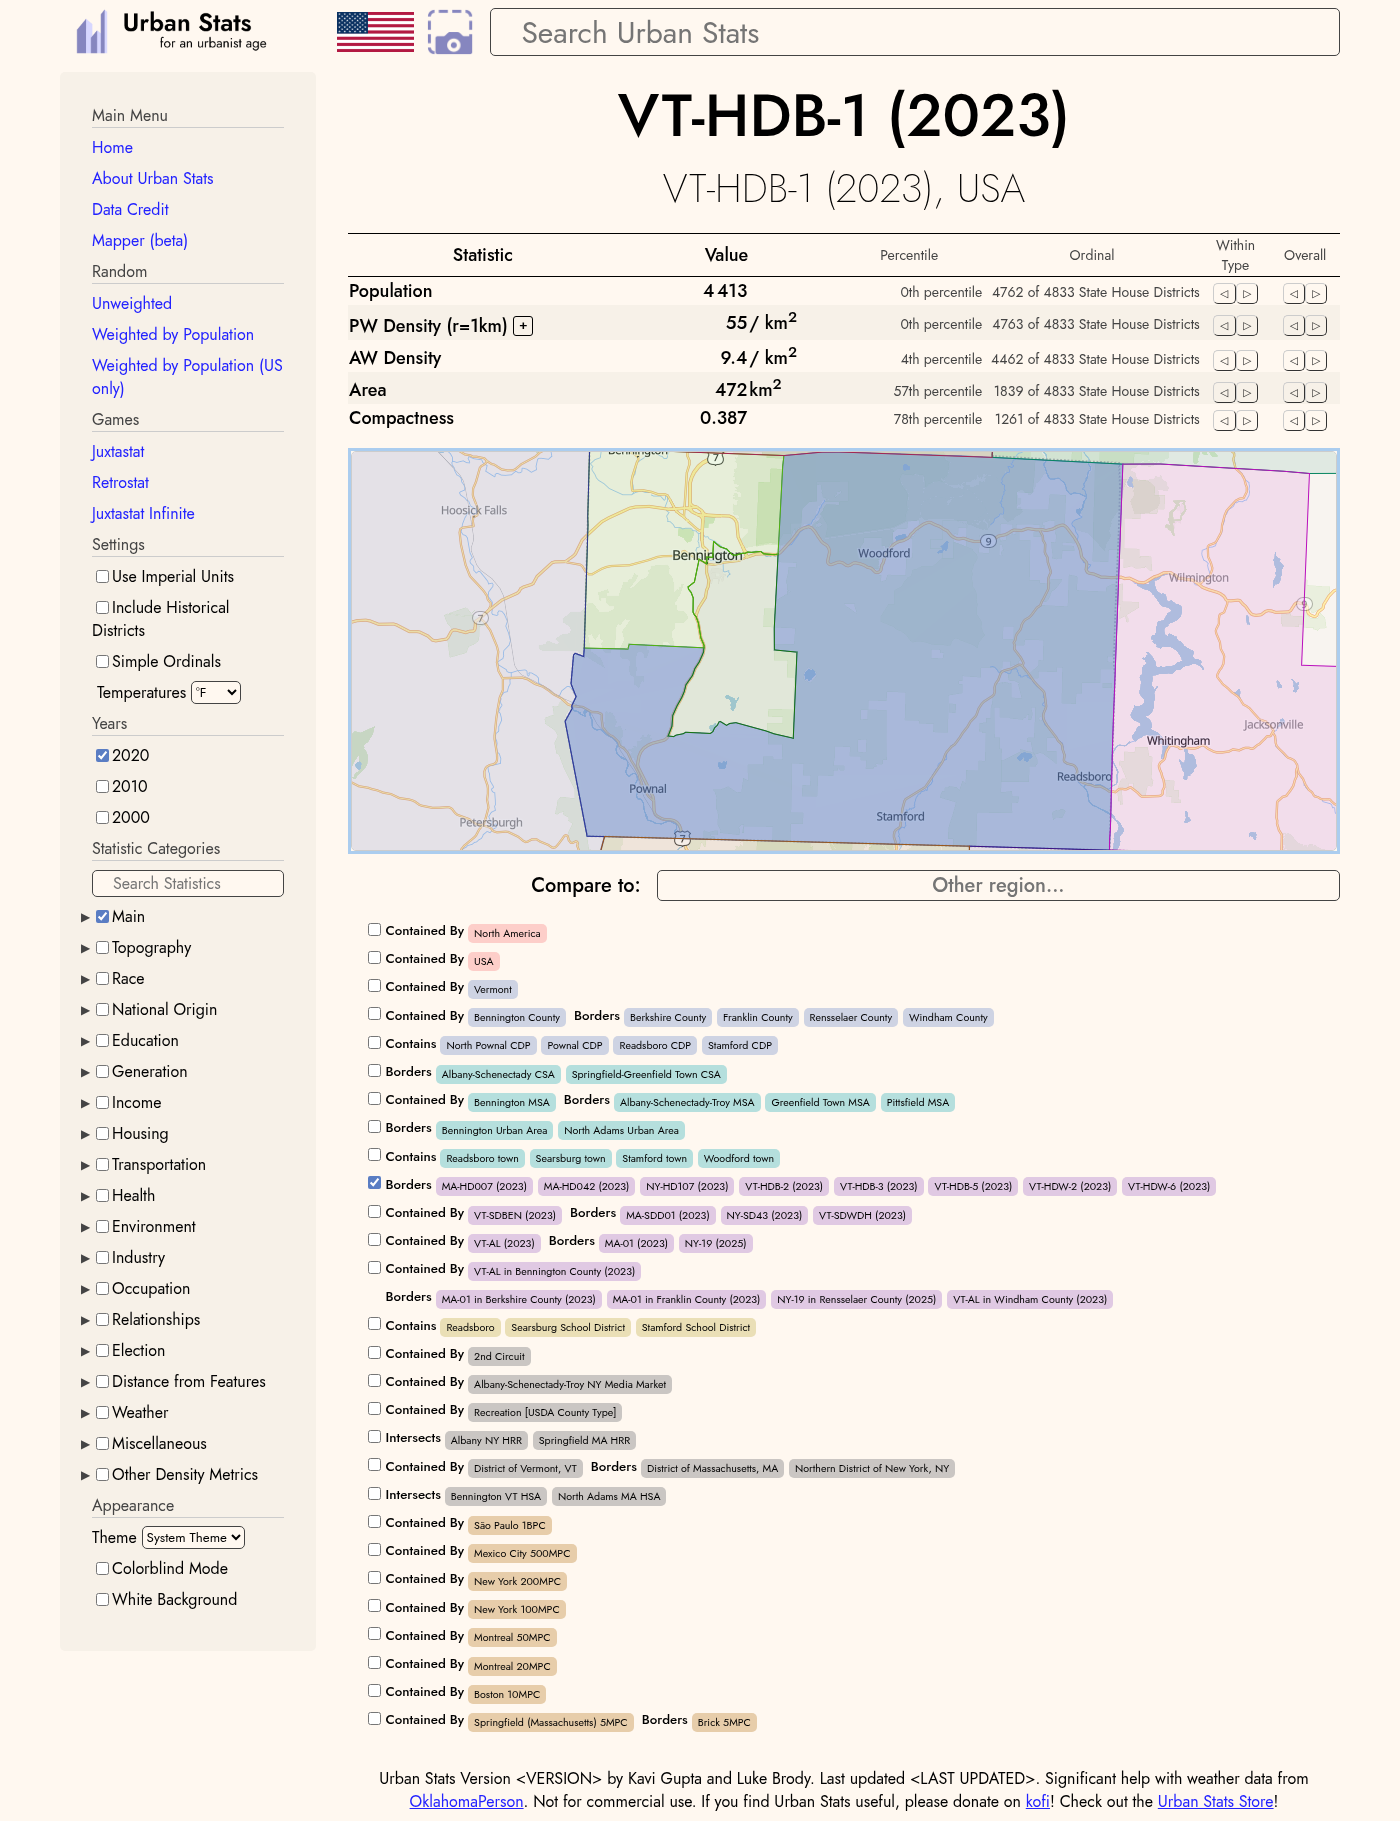 Urban Stats
for an urbanist age
Search Urban Stats
Main Menu
Home
About Urban Stats
Data Credit
Mapper (beta)
Random
Unweighted
Weighted by Population
Weighted by Population (US
only)
Games
Juxtastat
Retrostat
Juxtastat Infinite
Settings
Use Imperial Units
Include Historical
Districts
Simple Ordinals
Temperatures °F
Years
2020
2010
2000
Statistic Categories
Search Statistics
Main
Topography
Race
National Origin
Education
Generation
Income
Housing
Transportation
Health
Environment
Industry
Occupation
Relationships
Election
Distance from Features
Weather
Miscellaneous
Other Density Metrics
Appearance
Theme System Theme
Colorblind Mode
White Background
VT-HDB-1 (2023)
VT-HDB-1 (2023), USA
Statistic Value Percentile Ordinal Within Type Overall
Population 4 413 0th percentile 4762 of 4833 State House Districts
PW Density (r=1km) + 55 / km² 0th percentile 4763 of 4833 State House Districts
AW Density 9.4 / km² 4th percentile 4462 of 4833 State House Districts
Area 472 km² 57th percentile 1839 of 4833 State House Districts
Compactness 0.387 78th percentile 1261 of 4833 State House Districts
Bennington
7
Hoosick Falls
9
Bennington
Woodford
Wilmington
7
9
Jacksonville
Whitingham
Readsboro
Pownal
Stamford
Petersburgh
7
Compare to: Other region...
Contained By North America
Contained By USA
Contained By Vermont
Contained By Bennington County Borders Berkshire County Franklin County Rensselaer County Windham County
Contains North Pownal CDP Pownal CDP Readsboro CDP Stamford CDP
Borders Albany-Schenectady CSA Springfield-Greenfield Town CSA
Contained By Bennington MSA Borders Albany-Schenectady-Troy MSA Greenfield Town MSA Pittsfield MSA
Borders Bennington Urban Area North Adams Urban Area
Contains Readsboro town Searsburg town Stamford town Woodford town
Borders MA-HD007 (2023) MA-HD042 (2023) NY-HD107 (2023) VT-HDB-2 (2023) VT-HDB-3 (2023) VT-HDB-5 (2023) VT-HDW-2 (2023) VT-HDW-6 (2023)
Contained By VT-SDBEN (2023) Borders MA-SDD01 (2023) NY-SD43 (2023) VT-SDWDH (2023)
Contained By VT-AL (2023) Borders MA-01 (2023) NY-19 (2025)
Contained By VT-AL in Bennington County (2023)
Borders MA-01 in Berkshire County (2023) MA-01 in Franklin County (2023) NY-19 in Rensselaer County (2025) VT-AL in Windham County (2023)
Contains Readsboro Searsburg School District Stamford School District
Contained By 2nd Circuit
Contained By Albany-Schenectady-Troy NY Media Market
Contained By Recreation [USDA County Type]
Intersects Albany NY HRR Springfield MA HRR
Contained By District of Vermont, VT Borders District of Massachusetts, MA Northern District of New York, NY
Intersects Bennington VT HSA North Adams MA HSA
Contained By São Paulo 1BPC
Contained By Mexico City 500MPC
Contained By New York 200MPC
Contained By New York 100MPC
Contained By Montreal 50MPC
Contained By Montreal 20MPC
Contained By Boston 10MPC
Contained By Springfield (Massachusetts) 5MPC Borders Brick 5MPC
Urban Stats Version <VERSION> by Kavi Gupta and Luke Brody. Last updated <LAST UPDATED>. Significant help with weather data from
OklahomaPerson. Not for commercial use. If you find Urban Stats useful, please donate on kofi! Check out the Urban Stats Store!